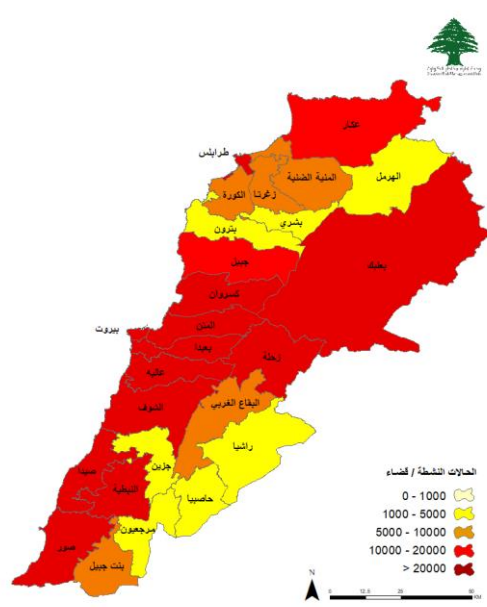 عكار
طرابلس
الهرمل
المنية الضنية
زغرتا
الكورة
بشري
بترون
جبيل
بعلبك
كسروان
المتن
بيروت
بعبدا
زحلة
عاليه
البقاع الغربي
الشوف
راشيا
جزين
صيدا
النبطية
حاصبيا
مرجعيون
صور
بنت جبيل
الحالات النشطة / قضاء
0 - 1000
1000 - 5000
5000 - 10000
10000 - 20000
> 20000
N
KM